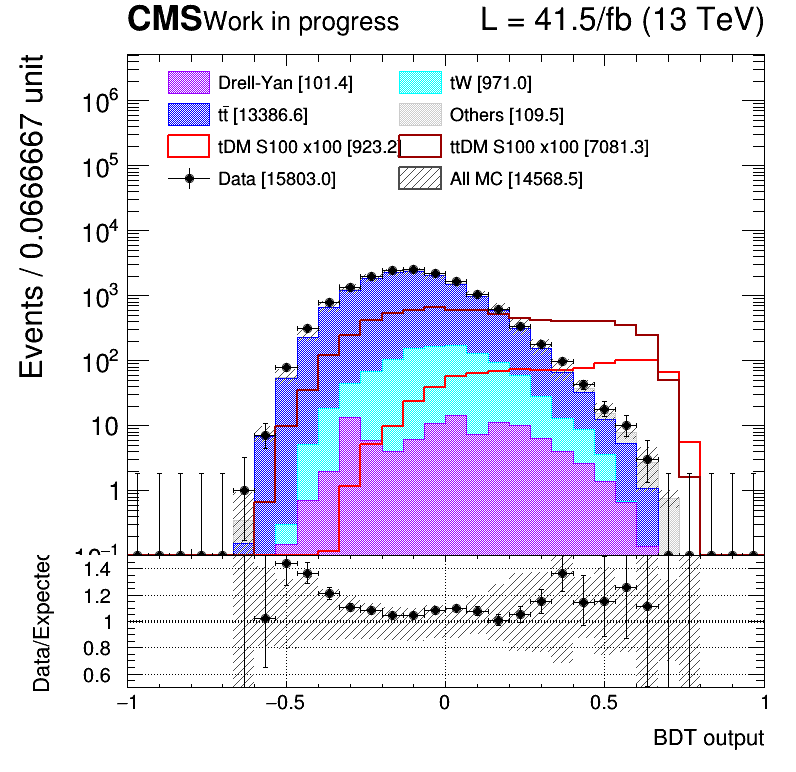 CMS Work in progress L = 41.5/fb (13 TeV)
Events / 0.0666667 unit
Drell-Yan [101.4] tW [971.0]
tt̄ [13386.6] Others [109.5]
tDM S100 x100 [923.2] ttDM S100 x100 [7081.3]
Data [15803.0] All MC [14568.5]
10⁶
10⁵
10⁴
10³
10²
10
1
10⁻¹
Data/Expected
1.4
1.2
1
0.8
0.6
−1 −0.5 0 0.5 1
BDT output